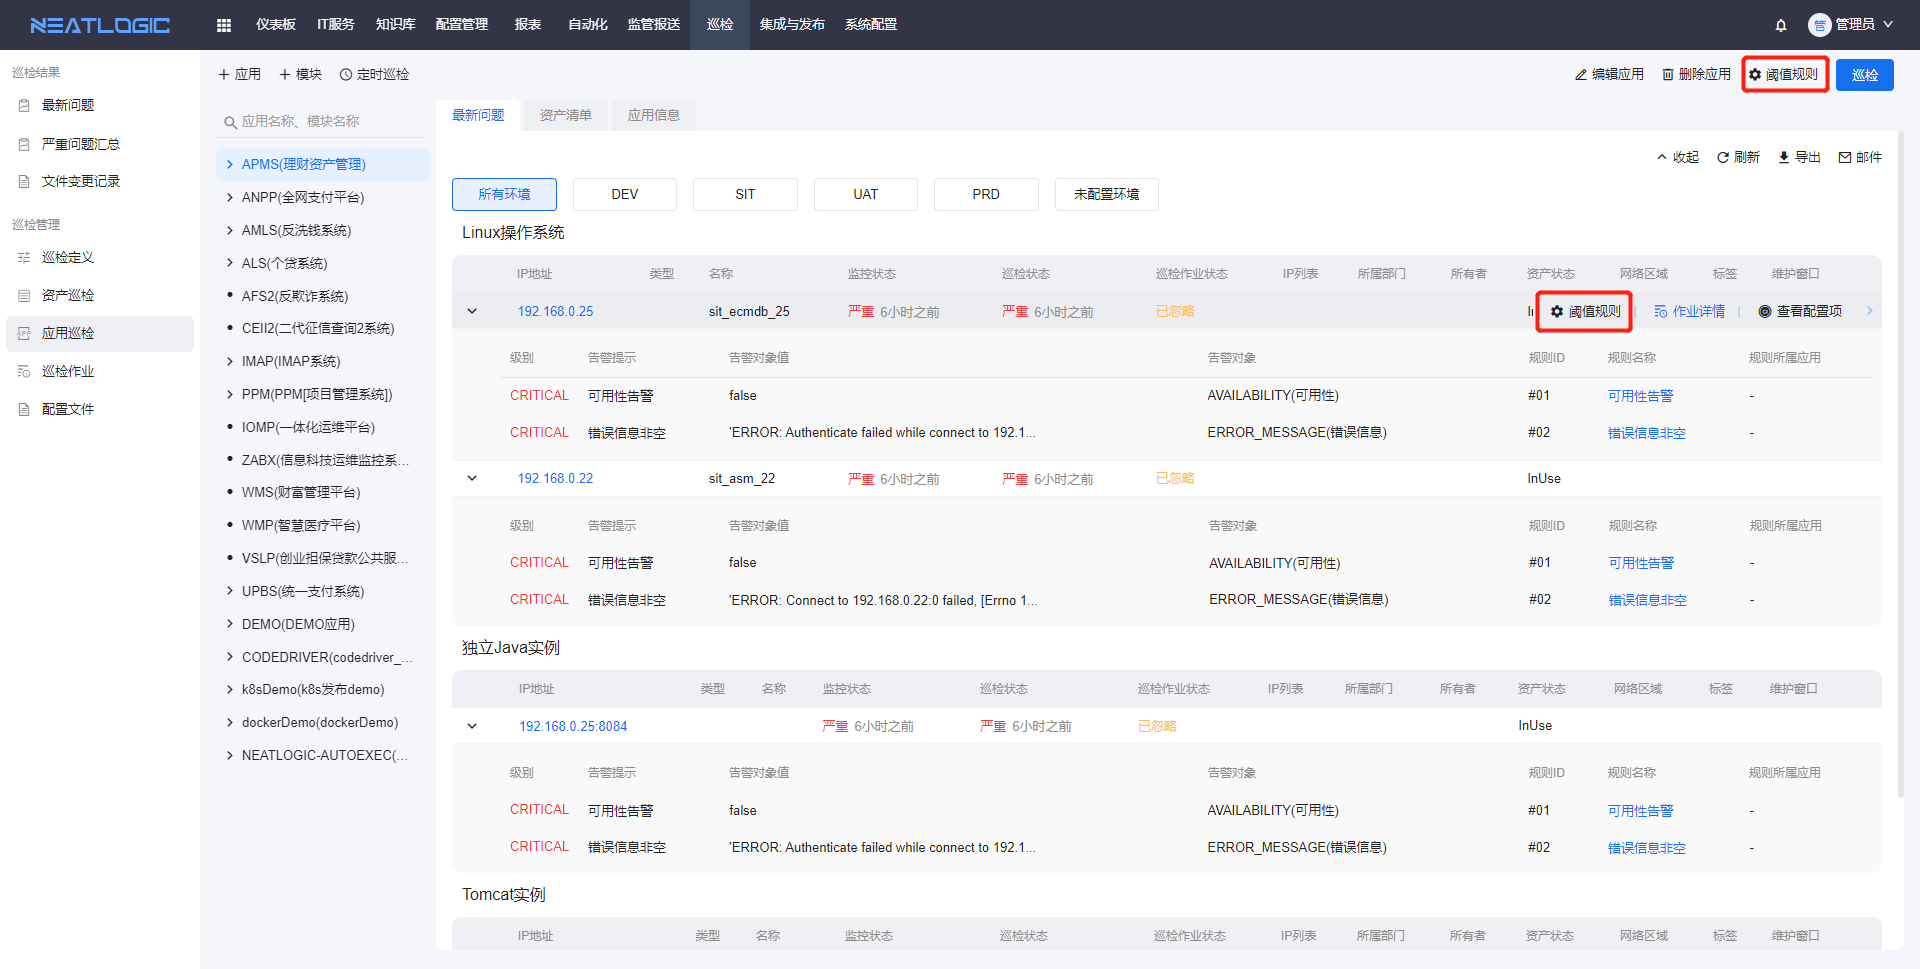 NEATLOGIC 仪表板 IT服务 知识库 配置管理 报表 自动化 监管报送 巡检 集成与发布 系统配置 管 管理员
巡检结果
最新问题
严重问题汇总
文件变更记录
巡检管理
巡检定义
资产巡检
应用巡检
巡检作业
配置文件
应用 模块 定时巡检 编辑应用 删除应用 阈值规则 巡检
应用名称、模块名称
APMS(理财资产管理)
ANPP(全网支付平台)
AMLS(反洗钱系统)
ALS(个贷系统)
AFS2(反欺诈系统)
CEII2(二代征信查询2系统)
IMAP(IMAP系统)
PPM(PPM[项目管理系统])
IOMP(一体化运维平台)
ZABX(信息科技运维监控系...
WMS(财富管理平台)
WMP(智慧医疗平台)
VSLP(创业担保贷款公共服...
UPBS(统一支付系统)
DEMO(DEMO应用)
CODEDRIVER(codedriver_...
k8sDemo(k8s发布demo)
dockerDemo(dockerDemo)
NEATLOGIC-AUTOEXEC(...
最新问题 资产清单 应用信息
收起 刷新 导出 邮件
所有环境 DEV SIT UAT PRD 未配置环境
Linux操作系统
IP地址 类型 名称 监控状态 巡检状态 巡检作业状态 IP列表 所属部门 所有者 资产状态 网络区域 标签 维护窗口
192.168.0.25 sit_ecmdb_25 严重 6小时之前 严重 6小时之前 已忽略 阈值规则 作业详情 查看配置项
级别 告警提示 告警对象值 告警对象 规则ID 规则名称 规则所属应用
CRITICAL 可用性告警 false AVAILABILITY(可用性) #01 可用性告警 -
CRITICAL 错误信息非空 'ERROR: Authenticate failed while connect to 192.1... ERROR_MESSAGE(错误信息) #02 错误信息非空 -
192.168.0.22 sit_asm_22 严重 6小时之前 严重 6小时之前 已忽略 InUse
级别 告警提示 告警对象值 告警对象 规则ID 规则名称 规则所属应用
CRITICAL 可用性告警 false AVAILABILITY(可用性) #01 可用性告警 -
CRITICAL 错误信息非空 'ERROR: Connect to 192.168.0.22:0 failed, [Errno 1... ERROR_MESSAGE(错误信息) #02 错误信息非空 -
独立Java实例
IP地址 类型 名称 监控状态 巡检状态 巡检作业状态 IP列表 所属部门 所有者 资产状态 网络区域 标签 维护窗口
192.168.0.25:8084 严重 6小时之前 严重 6小时之前 已忽略 InUse
级别 告警提示 告警对象值 告警对象 规则ID 规则名称 规则所属应用
CRITICAL 可用性告警 false AVAILABILITY(可用性) #01 可用性告警 -
CRITICAL 错误信息非空 'ERROR: Authenticate failed while connect to 192.1... ERROR_MESSAGE(错误信息) #02 错误信息非空 -
Tomcat实例
IP地址 类型 名称 监控状态 巡检状态 巡检作业状态 IP列表 所属部门 所有者 资产状态 网络区域 标签 维护窗口